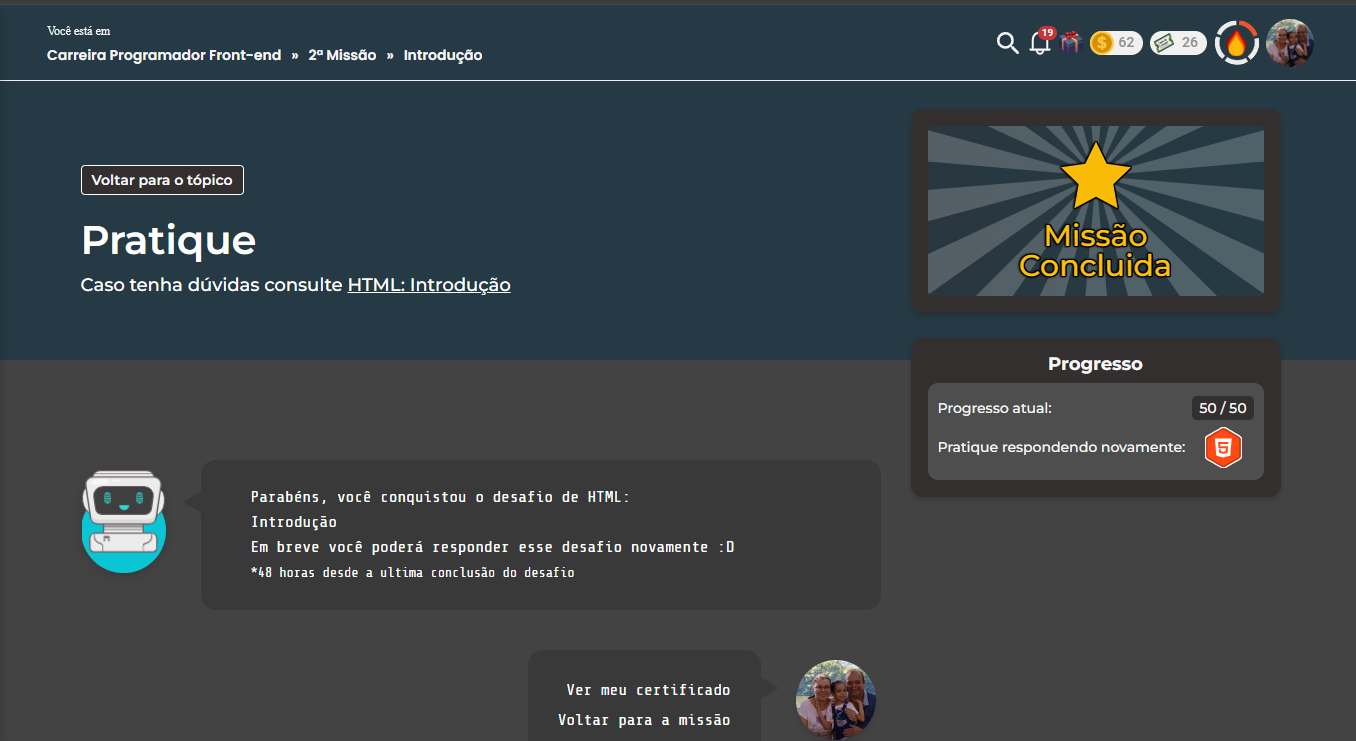 Você está em
Carreira Programador Front-end » 2ª Missão » Introdução
19
62
26
Voltar para o tópico
Pratique
Caso tenha dúvidas consulte HTML: Introdução
Missão
Concluida
Progresso
Progresso atual: 50 / 50
Pratique respondendo novamente:
Parabéns, você conquistou o desafio de HTML:
Introdução
Em breve você poderá responder esse desafio novamente :D
*48 horas desde a ultima conclusão do desafio
Ver meu certificado
Voltar para a missão